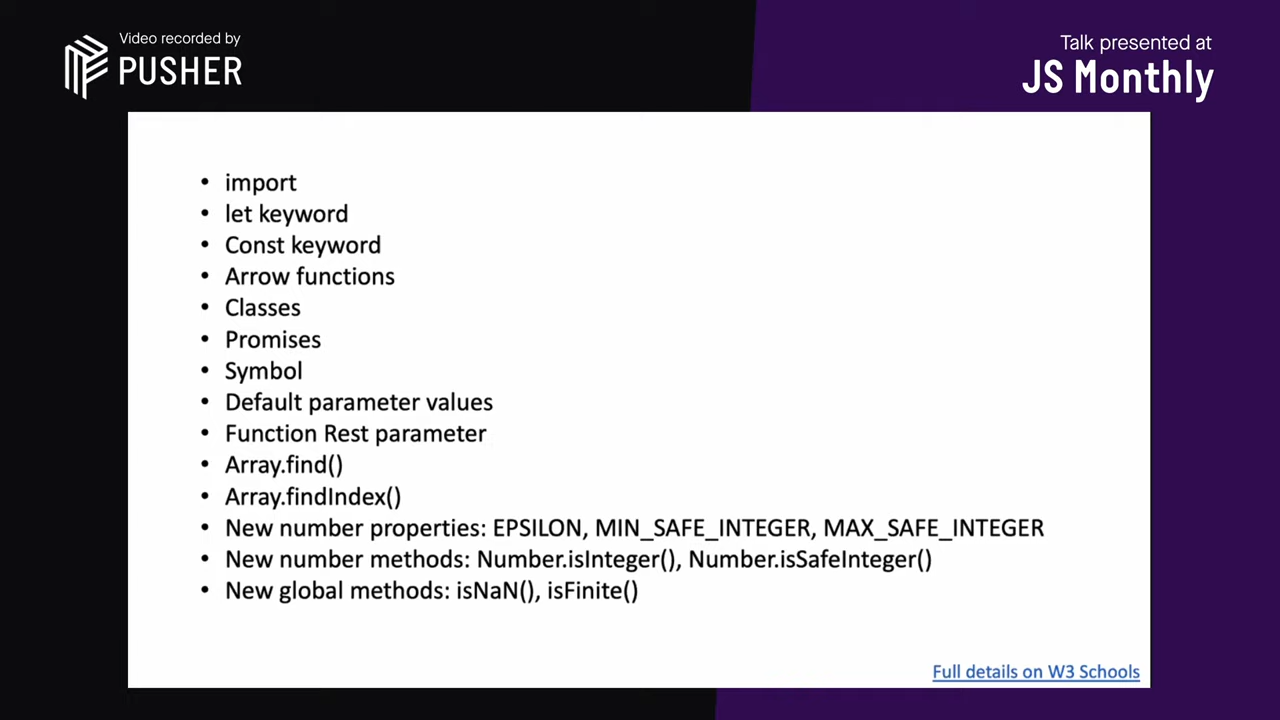 Video recorded by
PUSHER
Talk presented at
JS Monthly
• import
• let keyword
• Const keyword
• Arrow functions
• Classes
• Promises
• Symbol
• Default parameter values
• Function Rest parameter
• Array.find()
• Array.findIndex()
• New number properties: EPSILON, MIN_SAFE_INTEGER, MAX_SAFE_INTEGER
• New number methods: Number.isInteger(), Number.isSafeInteger()
• New global methods: isNaN(), isFinite()
Full details on W3 Schools